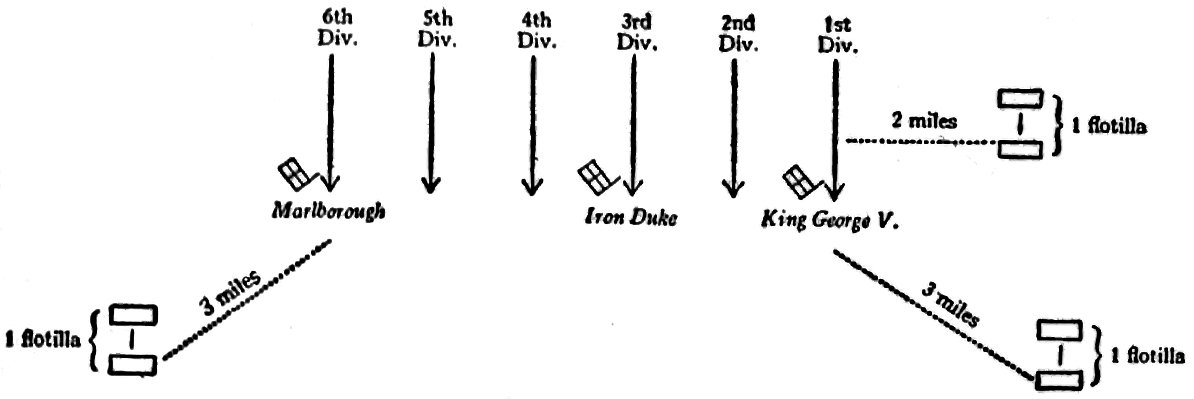 6th
Div.
5th
Div.
4th
Div.
3rd
Div.
2nd
Div.
1st
Div.
2 miles
1 flotilla
Marlborough
Iron Duke
King George V.
3 miles
3 miles
1 flotilla
1 flotilla